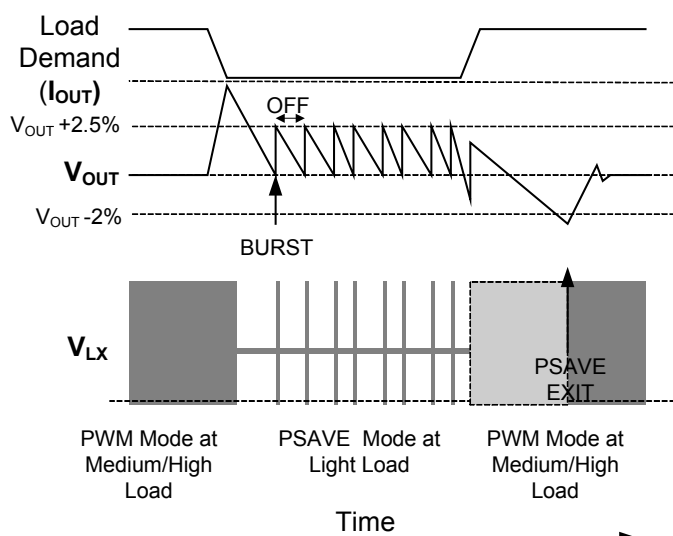 Load
Demand
(IOUT)
OFF
VOUT +2.5%
VOUT
VOUT -2%
BURST
VLX
PSAVE
EXIT
PWM Mode at
Medium/High
Load
PSAVE Mode at
Light Load
PWM Mode at
Medium/High
Load
Time